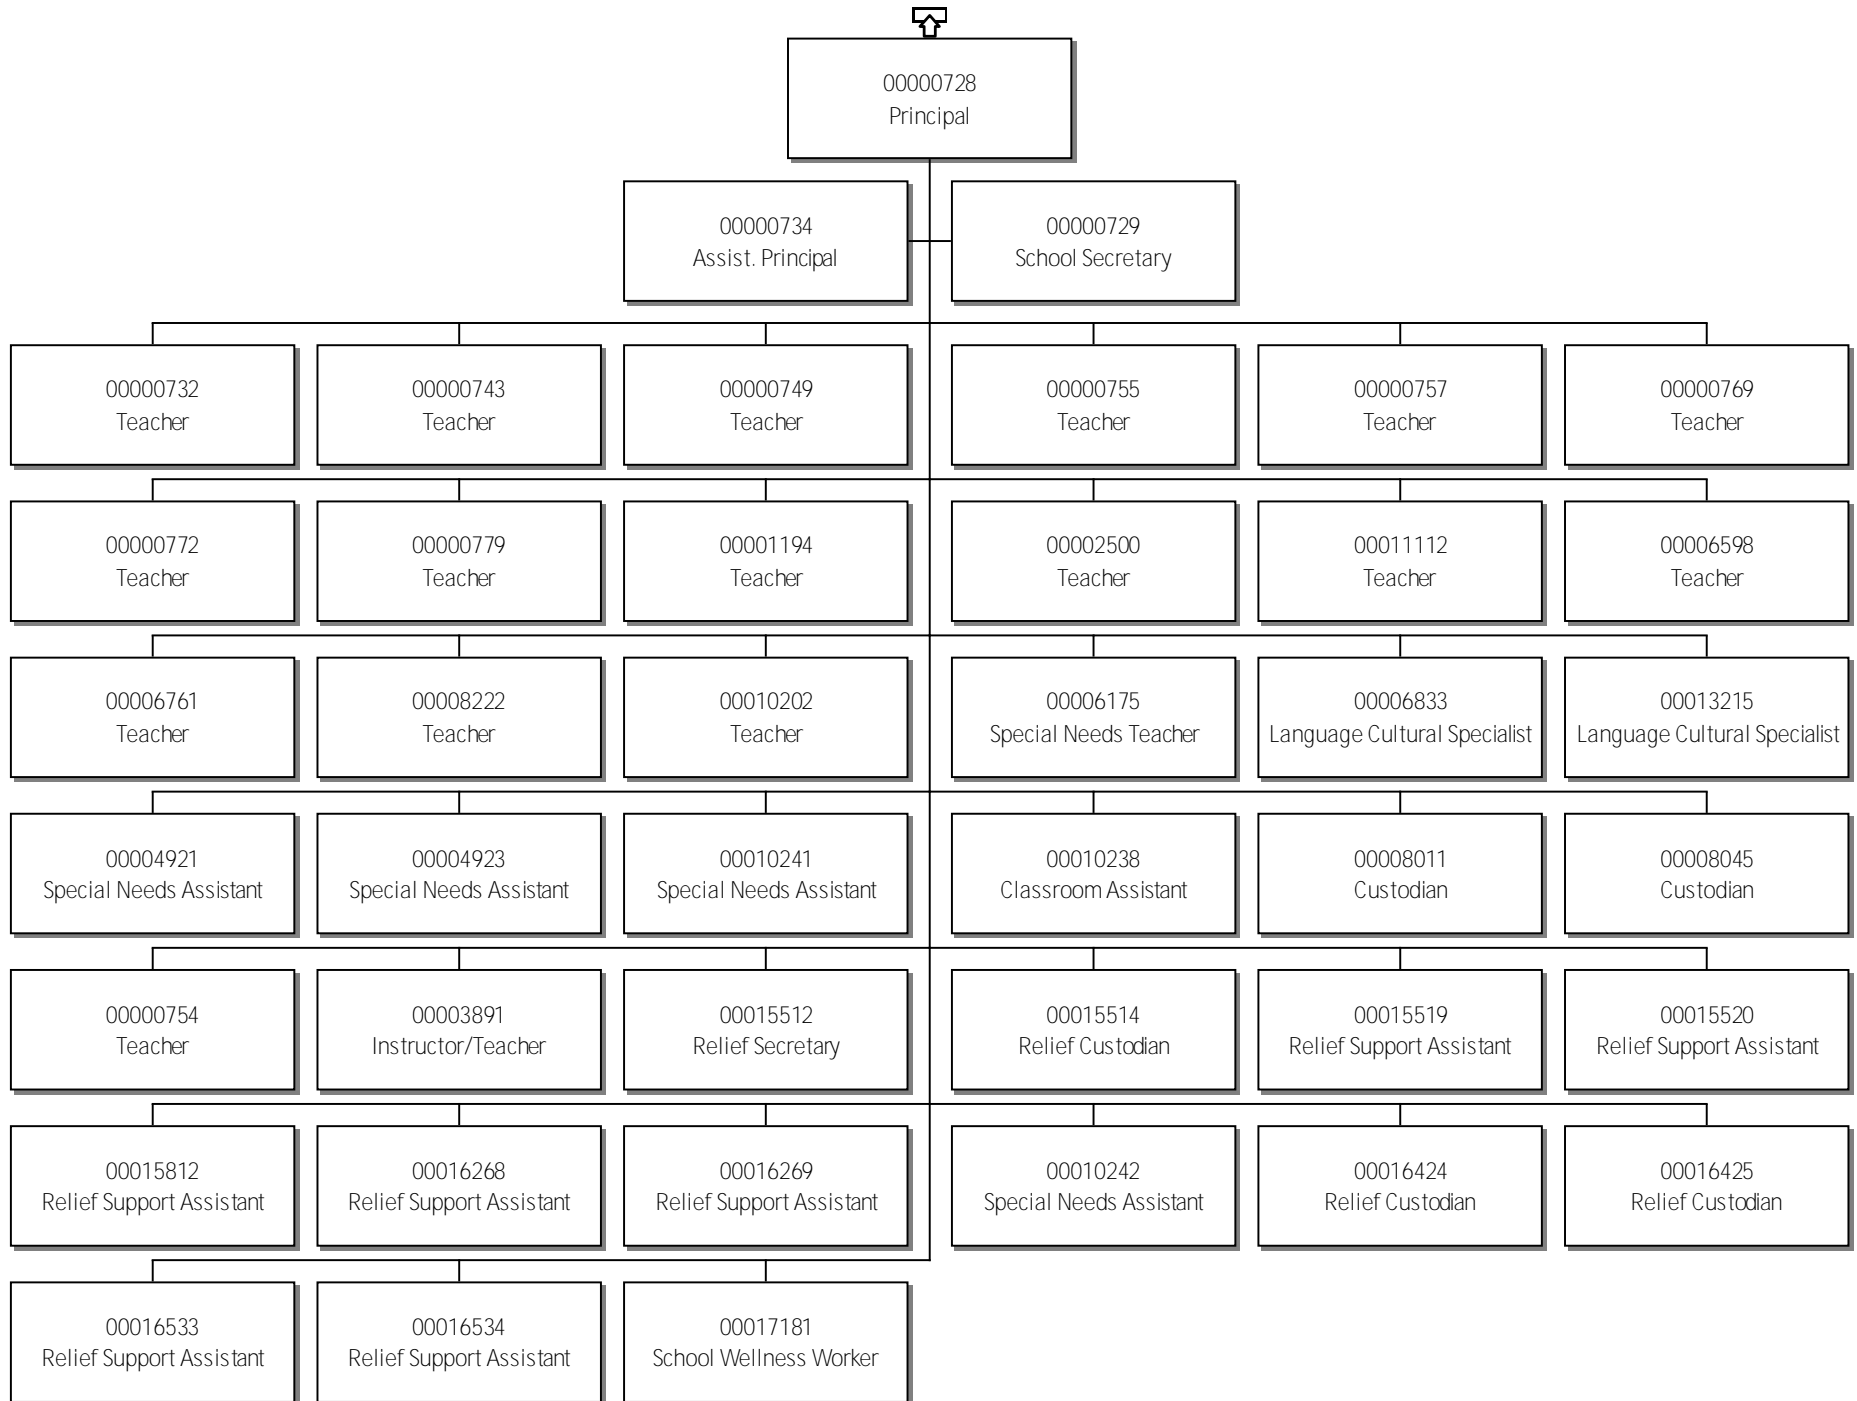 00000728
Principal
00000734
Assist. Principal
00000729
School Secretary
00000732
Teacher
00000743
Teacher
00000749
Teacher
00000755
Teacher
00000757
Teacher
00000769
Teacher
00000772
Teacher
00000779
Teacher
00001194
Teacher
00002500
Teacher
00011112
Teacher
00006598
Teacher
00006761
Teacher
00008222
Teacher
00010202
Teacher
00006175
Special Needs Teacher
00006833
Language Cultural Specialist
00013215
Language Cultural Specialist
00004921
Special Needs Assistant
00004923
Special Needs Assistant
00010241
Special Needs Assistant
00010238
Classroom Assistant
00008011
Custodian
00008045
Custodian
00000754
Teacher
00003891
Instructor/Teacher
00015512
Relief Secretary
00015514
Relief Custodian
00015519
Relief Support Assistant
00015520
Relief Support Assistant
00015812
Relief Support Assistant
00016268
Relief Support Assistant
00016269
Relief Support Assistant
00010242
Special Needs Assistant
00016424
Relief Custodian
00016425
Relief Custodian
00016533
Relief Support Assistant
00016534
Relief Support Assistant
00017181
School Wellness Worker